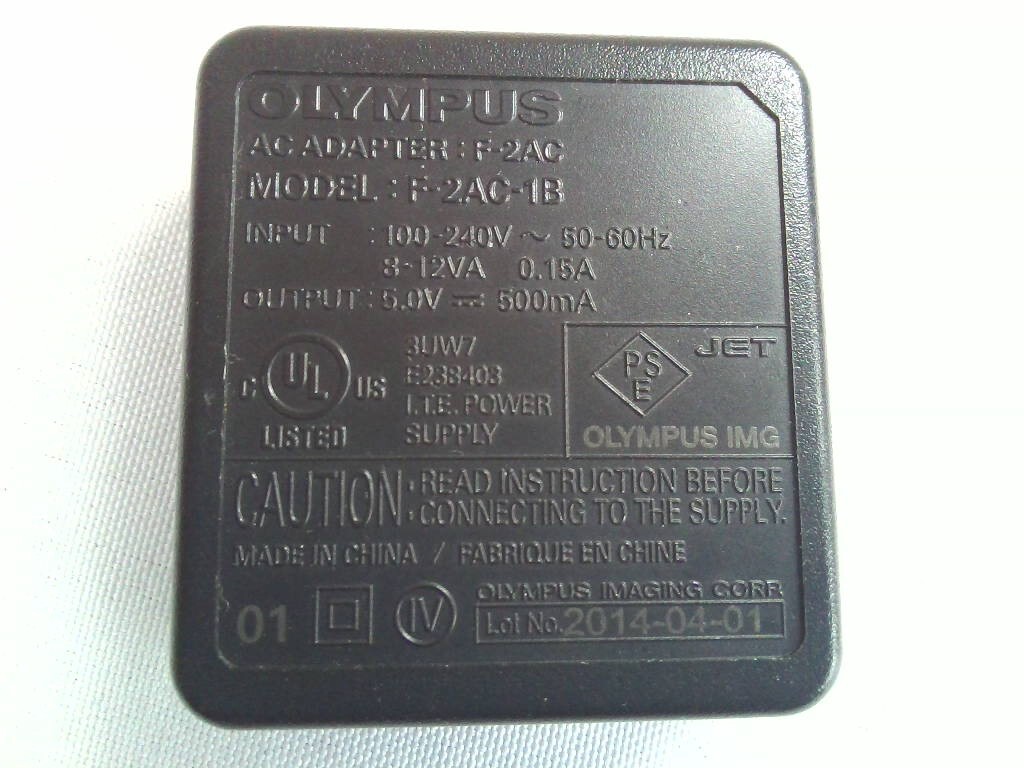 OLYMPUS
AC ADAPTER : F-2AC
MODEL : F-2AC-1B
INPUT : 100-240V ~ 50-60Hz
8-12VA 0.15A
OUTPUT : 5.0V ⎓ 500mA
C UL US
LISTED
3UW7
E238403
I.T.E. POWER
SUPPLY
PS
E
JET
OLYMPUS IMG
CAUTION : READ INSTRUCTION BEFORE
CONNECTING TO THE SUPPLY.
MADE IN CHINA / FABRIQUE EN CHINE
01
IV
OLYMPUS IMAGING CORP.
Lot No. 2014-04-01